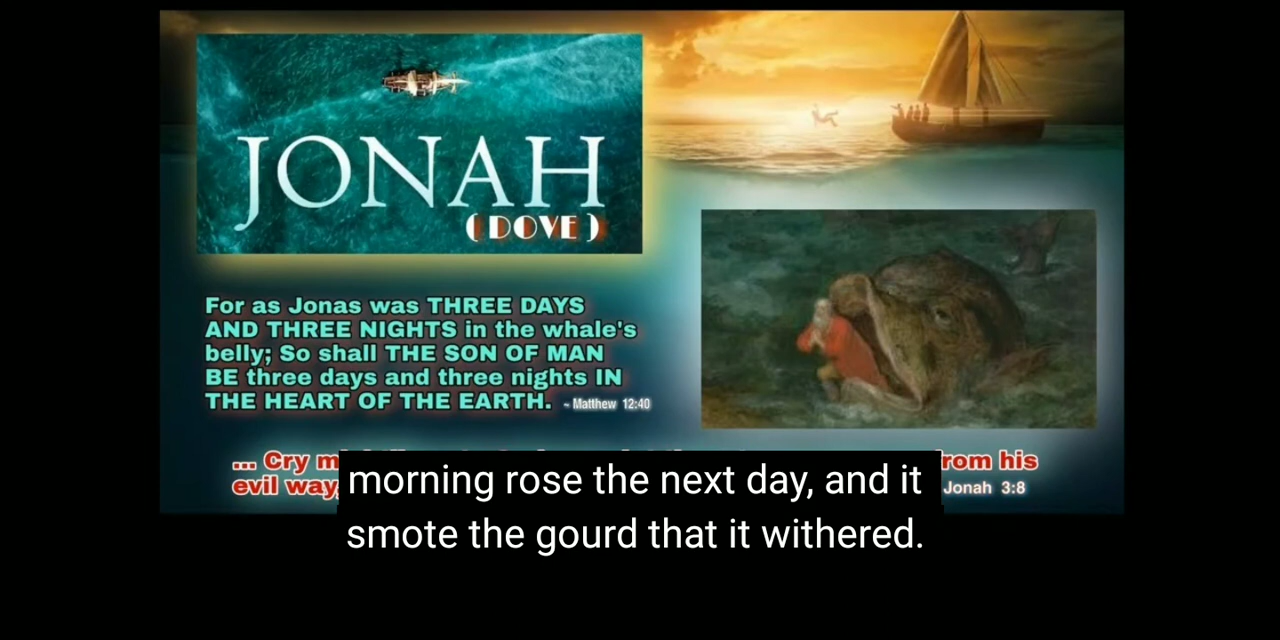 JONAH
( DOVE )
For as Jonas was THREE DAYS
AND THREE NIGHTS in the whale's
belly; So shall THE SON OF MAN
BE three days and three nights IN
THE HEART OF THE EARTH. ~ Matthew 12:40
... Cry from his
evil way, Jonah 3:8
morning rose the next day, and it
smote the gourd that it withered.